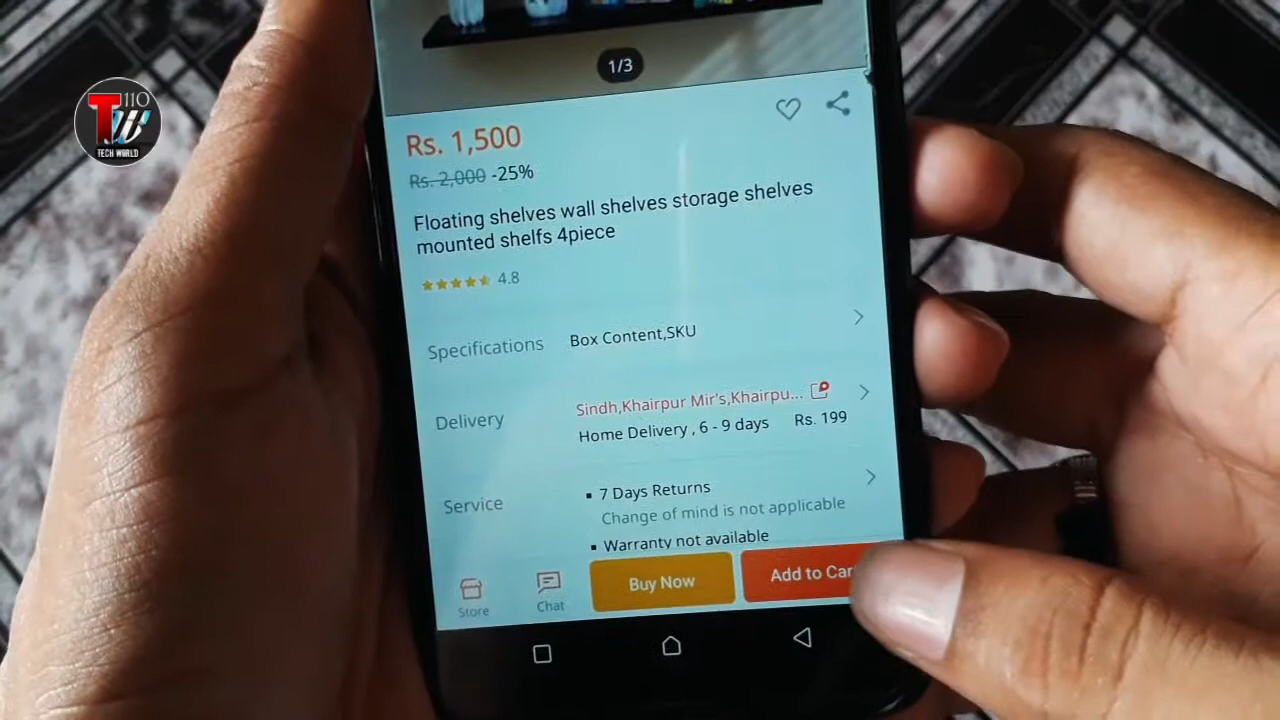 110
TW
TECH WORLD
1/3
Rs. 1,500
Rs. 2,000 -25%
Floating shelves wall shelves storage shelves
mounted shelfs 4piece
4.8
Specifications Box Content,SKU
Delivery Sindh,Khairpur Mir's,Khairpu...
Home Delivery , 6 - 9 days Rs. 199
Service ▪ 7 Days Returns
Change of mind is not applicable
▪ Warranty not available
Store Chat Buy Now Add to Car